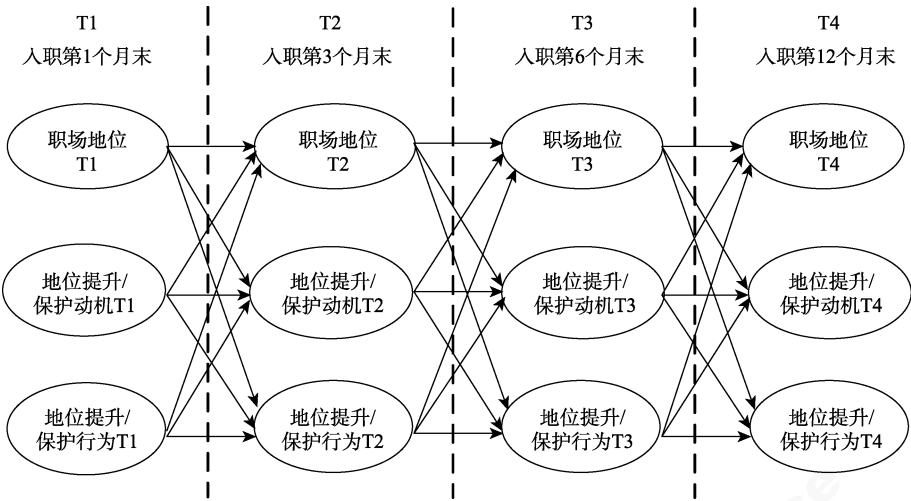 T1
T2
T3
T4
入职第1个月末
入职第3个月末
入职第6个月末
入职第12个月末
职场地位
T1
职场地位
T2
职场地位
T3
职场地位
T4
地位提升/
保护动机T1
地位提升/
保护动机T2
地位提升/
保护动机T3
地位提升/
保护动机T4
地位提升/
保护行为T1
地位提升/
保护行为T2
地位提升/
保护行为T3
地位提升/
保护行为T4